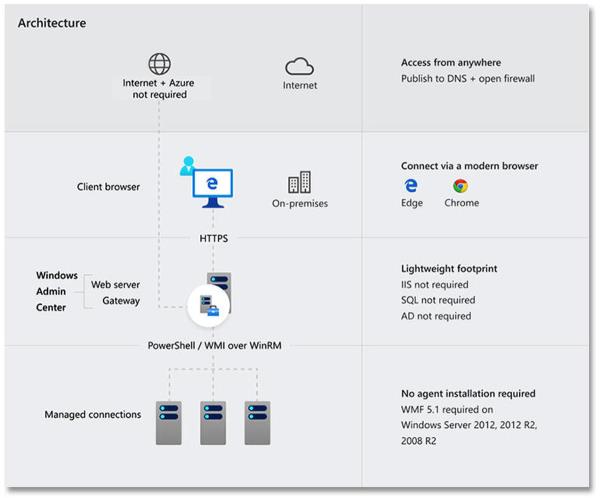 Architecture
Internet + Azure
not required
Internet
Access from anywhere
Publish to DNS + open firewall
Client browser
On-premises
Connect via a modern browser
Edge
Chrome
HTTPS
Windows
Admin
Center
Web server
Gateway
Lightweight footprint
IIS not required
SQL not required
AD not required
PowerShell / WMI over WinRM
Managed connections
No agent installation required
WMF 5.1 required on
Windows Server 2012, 2012 R2,
2008 R2